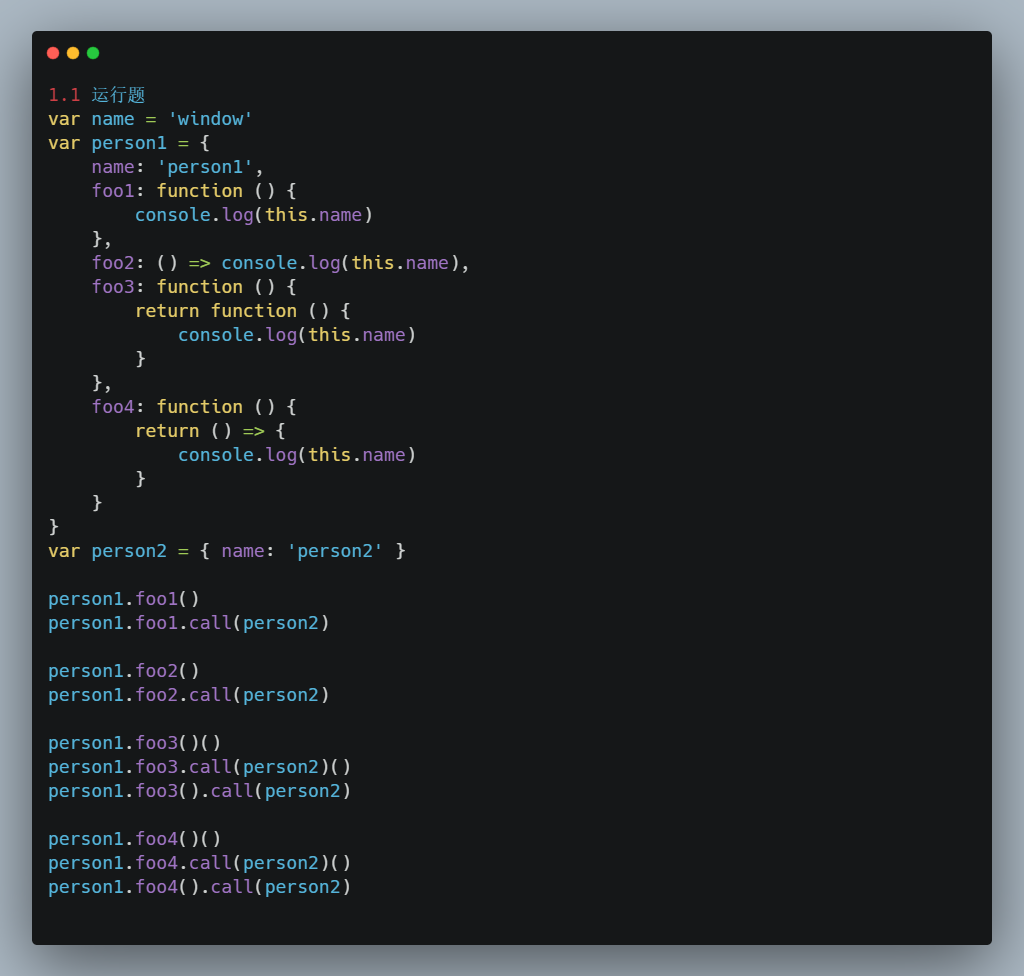 1.1 运行题
var name = 'window'
var person1 = {
    name: 'person1',
    foo1: function () {
        console.log(this.name)
    },
    foo2: () => console.log(this.name),
    foo3: function () {
        return function () {
            console.log(this.name)
        }
    },
    foo4: function () {
        return () => {
            console.log(this.name)
        }
    }
}
var person2 = { name: 'person2' }

person1.foo1()
person1.foo1.call(person2)

person1.foo2()
person1.foo2.call(person2)

person1.foo3()()
person1.foo3.call(person2)()
person1.foo3().call(person2)

person1.foo4()()
person1.foo4.call(person2)()
person1.foo4().call(person2)